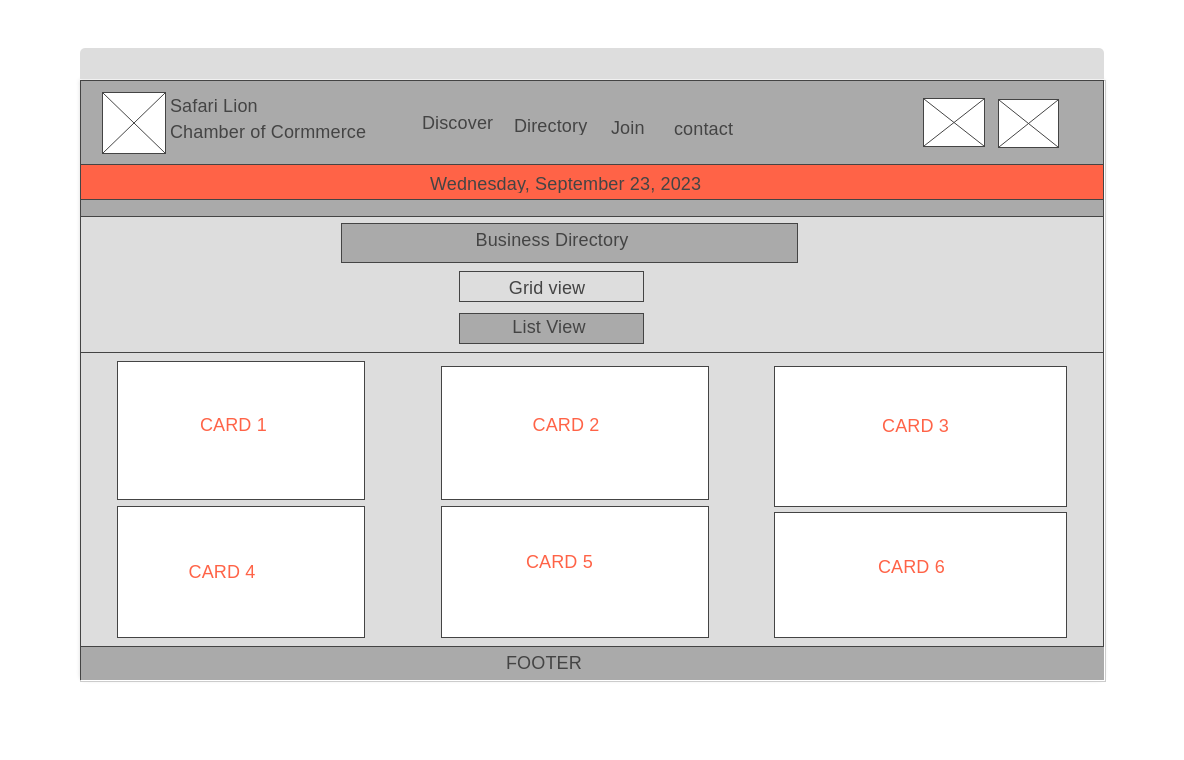 Safari Lion
Chamber of Cormmerce
Discover
Directory
Join
contact
Wednesday, September 23, 2023
Business Directory
Grid view
List View
CARD 1
CARD 2
CARD 3
CARD 4
CARD 5
CARD 6
FOOTER